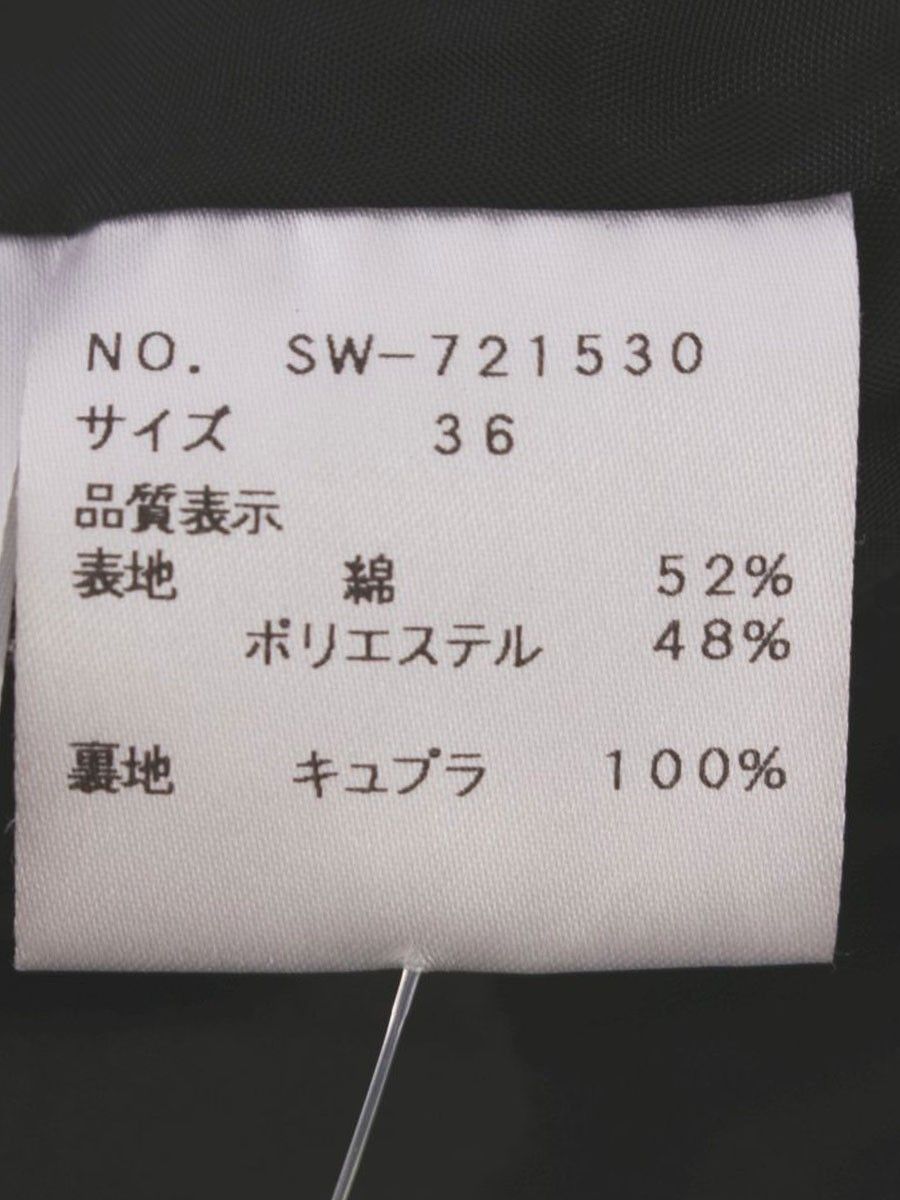 NO. SW-721530
サイズ 36
品質表示
表地 綿 52%
ポリエステル 48%
裏地 キュプラ 100%